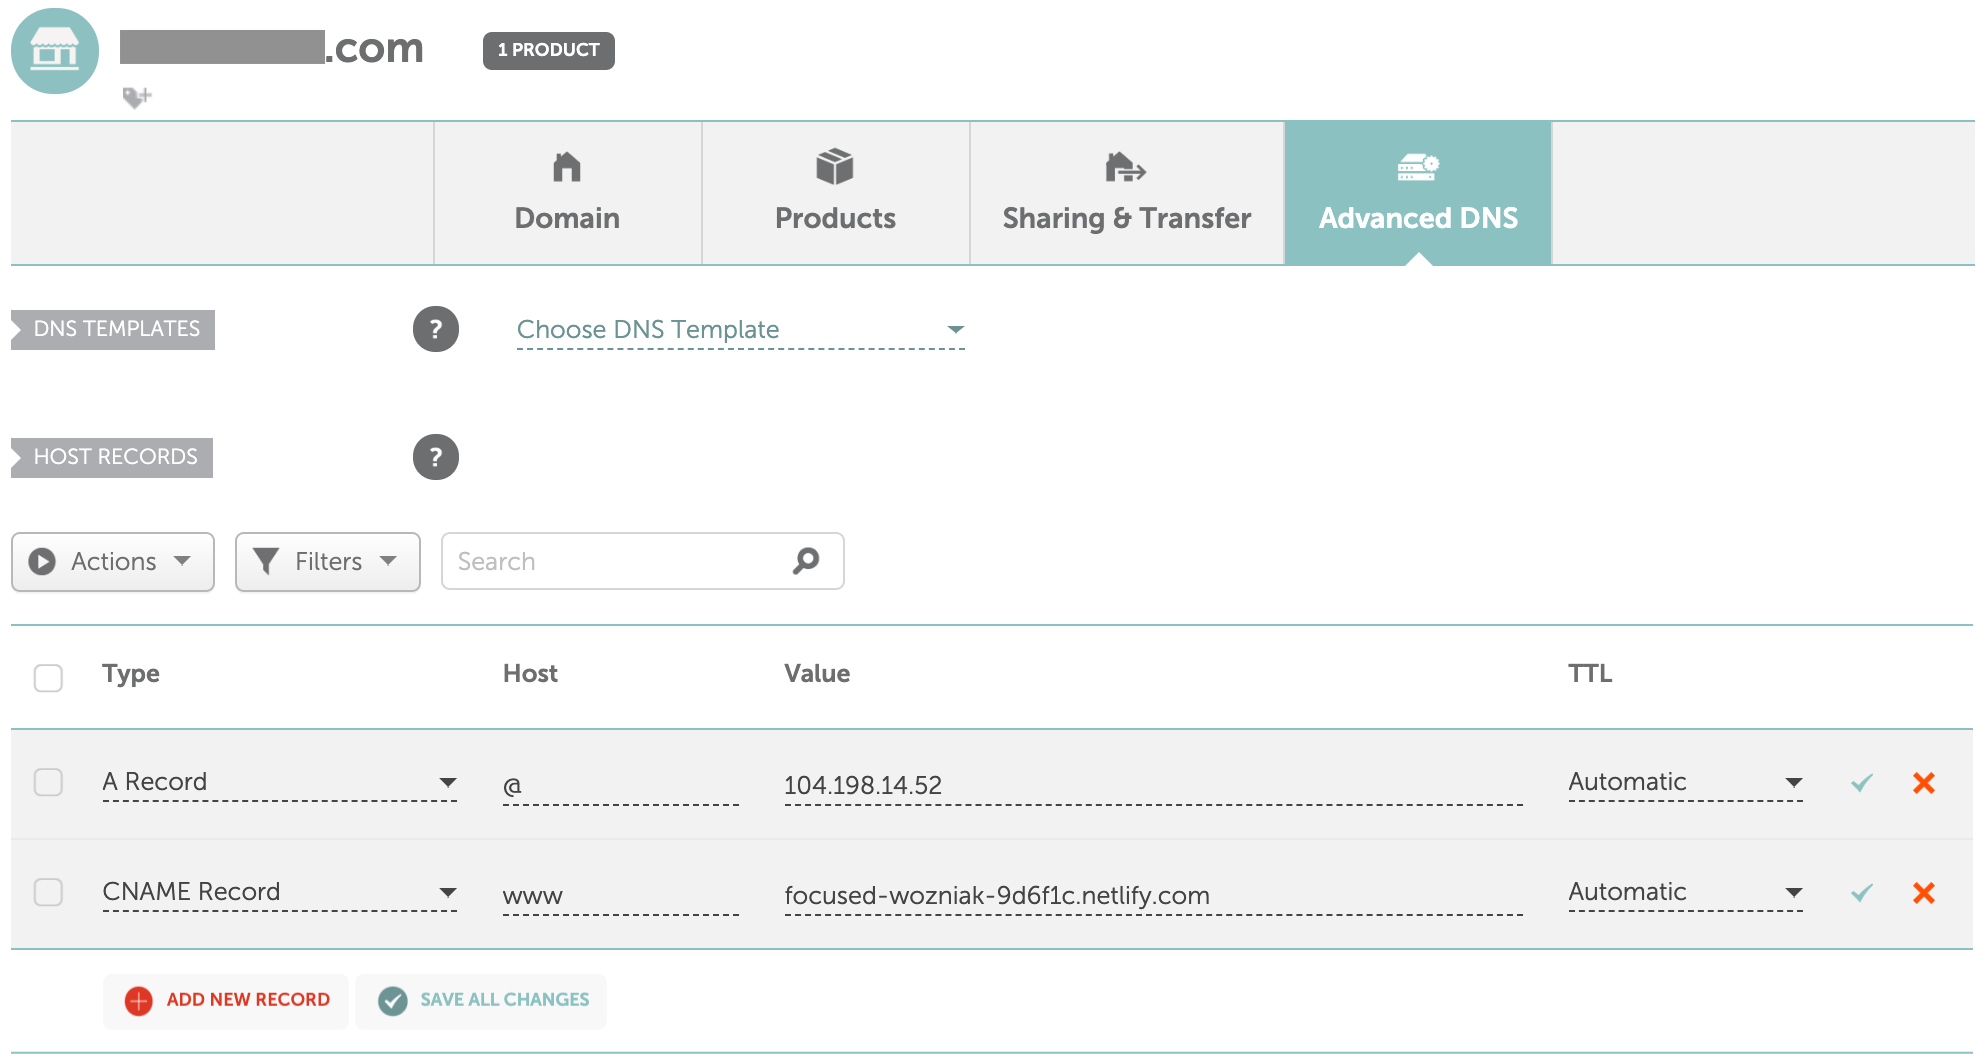 .com
1 PRODUCT
Domain
Products
Sharing & Transfer
Advanced DNS
DNS TEMPLATES
?
Choose DNS Template
HOST RECORDS
?
Actions
Filters
Search
Type Host Value TTL
A Record @ 104.198.14.52 Automatic
CNAME Record www focused-wozniak-9d6f1c.netlify.com Automatic
ADD NEW RECORD
SAVE ALL CHANGES